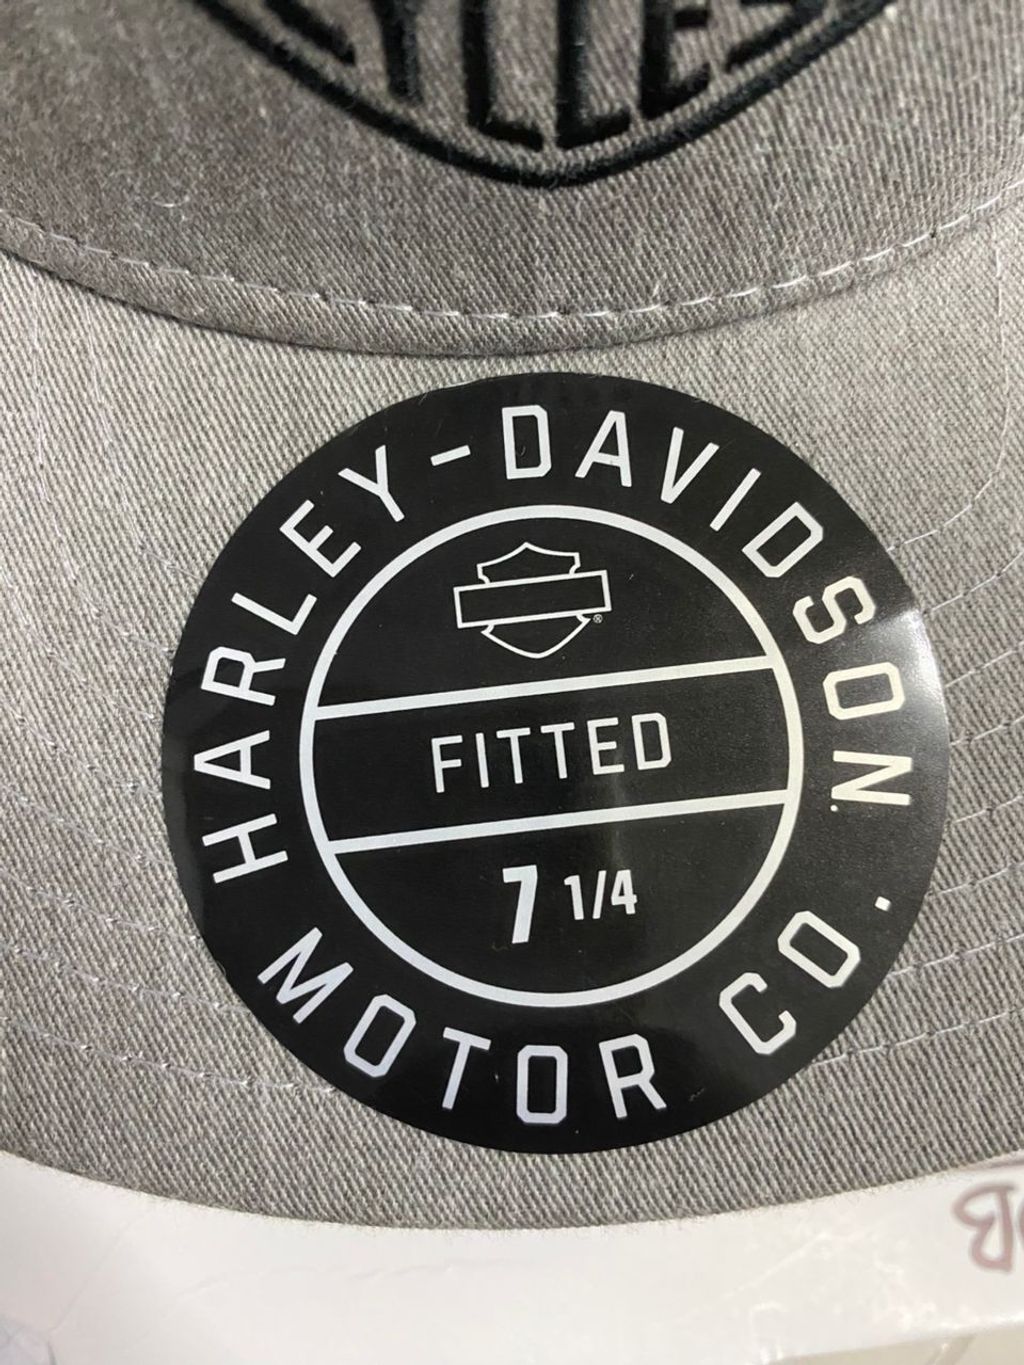 HARLEY-DAVIDSON
FITTED
7 1/4
MOTOR CO.